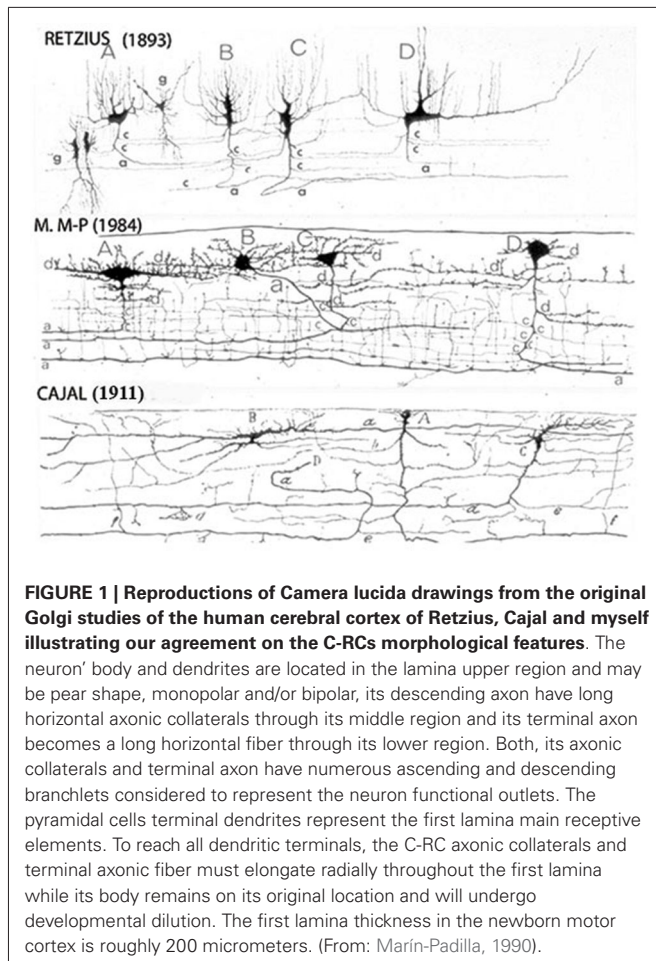 RETZIUS (1893)
A B C D
g
g
c c c c
a a c c
c a a a
M. M-P (1984)
A B C D
d d d d d
a d d d
a c c c c
a c
a a
CAJAL (1911)
B a A
h C
D
a
d a e f
d e
FIGURE 1 | Reproductions of Camera lucida drawings from the original
Golgi studies of the human cerebral cortex of Retzius, Cajal and myself
illustrating our agreement on the C-RCs morphological features. The
neuron' body and dendrites are located in the lamina upper region and may
be pear shape, monopolar and/or bipolar, its descending axon have long
horizontal axonic collaterals through its middle region and its terminal axon
becomes a long horizontal fiber through its lower region. Both, its axonic
collaterals and terminal axon have numerous ascending and descending
branchlets considered to represent the neuron functional outlets. The
pyramidal cells terminal dendrites represent the first lamina main receptive
elements. To reach all dendritic terminals, the C-RC axonic collaterals and
terminal axonic fiber must elongate radially throughout the first lamina
while its body remains on its original location and will undergo
developmental dilution. The first lamina thickness in the newborn motor
cortex is roughly 200 micrometers. (From: Marín-Padilla, 1990).